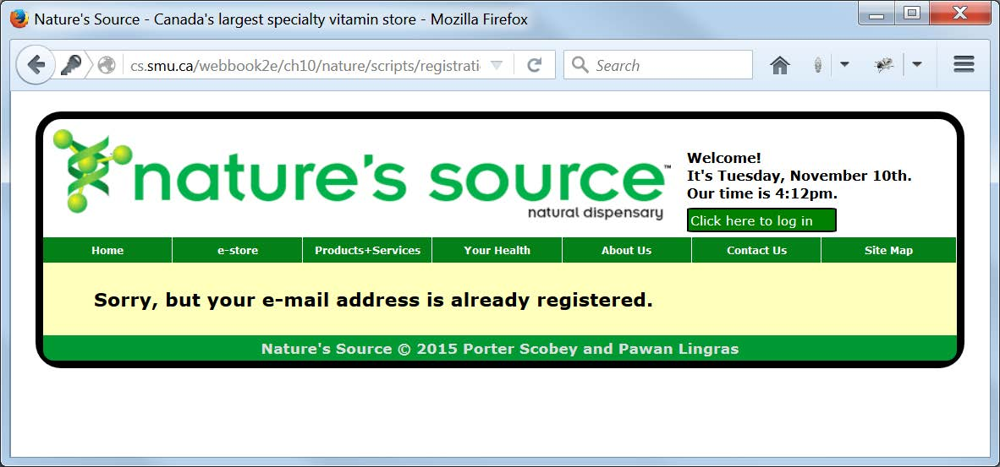 Nature's Source - Canada's largest specialty vitamin store - Mozilla Firefox
cs.smu.ca/webbook2e/ch10/nature/scripts/registrati
Search
nature's source™
natural dispensary
Welcome!
It's Tuesday, November 10th.
Our time is 4:12pm.
Click here to log in
Home
e-store
Products+Services
Your Health
About Us
Contact Us
Site Map
Sorry, but your e-mail address is already registered.
Nature's Source © 2015 Porter Scobey and Pawan Lingras